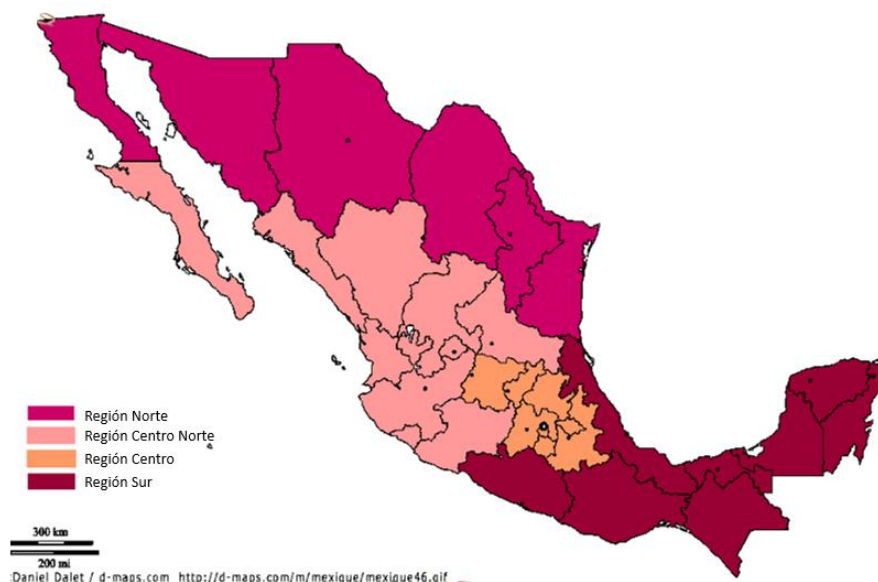 Región Norte
Región Centro Norte
Región Centro
Región Sur
300 km
200 mi
:Daniel Dalet / d-maps.com http://d-maps.com/m/mexique/mexique46.gif